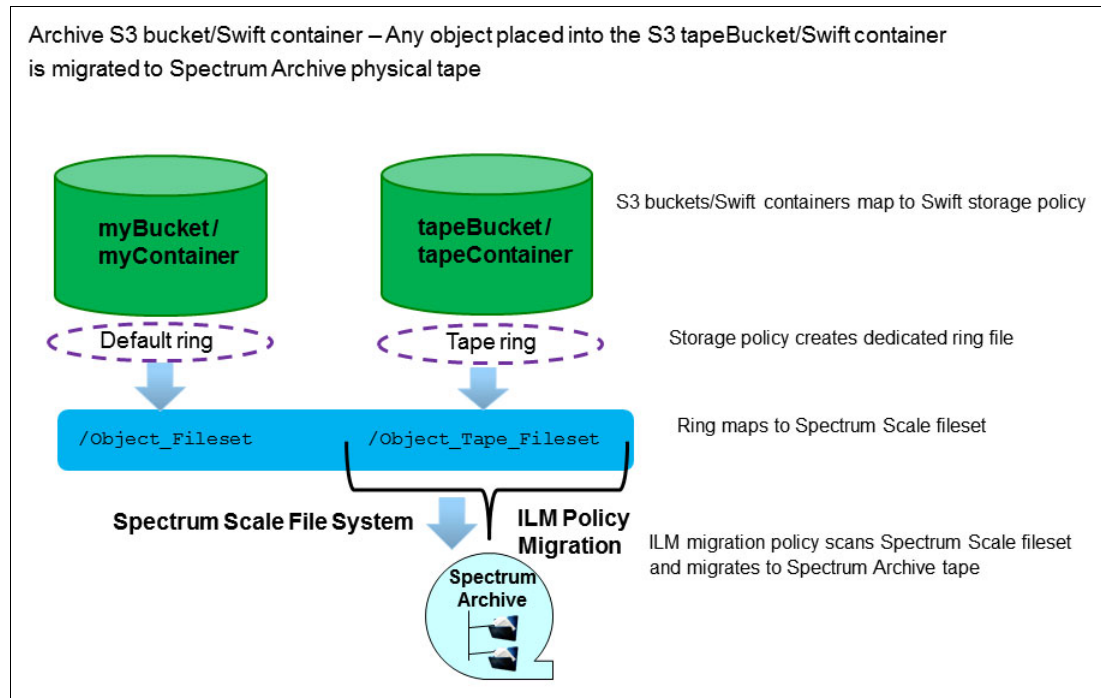 Archive S3 bucket/Swift container – Any object placed into the S3 tapeBucket/Swift container
is migrated to Spectrum Archive physical tape
myBucket/
myContainer
tapeBucket/
tapeContainer
S3 buckets/Swift containers map to Swift storage policy
Default ring
Tape ring
Storage policy creates dedicated ring file
/Object_Fileset
/Object_Tape_Fileset
Ring maps to Spectrum Scale fileset
Spectrum Scale File System
ILM Policy
Migration
ILM migration policy scans Spectrum Scale fileset
and migrates to Spectrum Archive tape
Spectrum
Archive